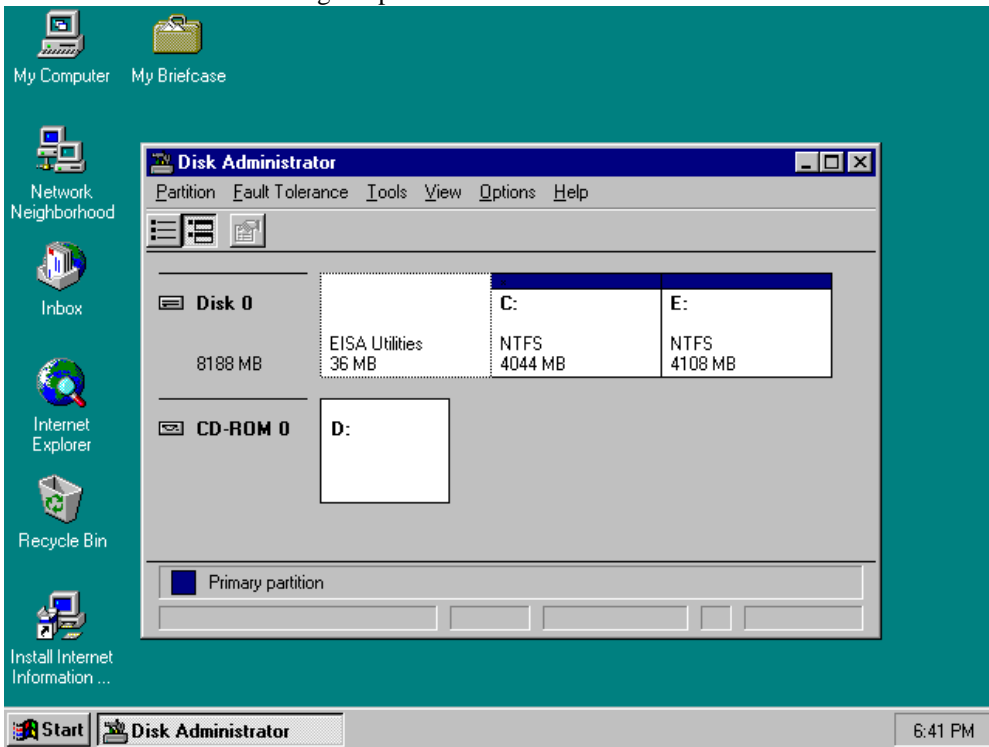 My Computer
My Briefcase
Network
Neighborhood
Inbox
Internet
Explorer
Recycle Bin
Install Internet
Information ...
Disk Administrator
Partition Fault Tolerance Tools View Options Help
Disk 0
8188 MB
EISA Utilities
36 MB
C:
NTFS
4044 MB
E:
NTFS
4108 MB
CD-ROM 0
D:
Primary partition
Start
Disk Administrator
6:41 PM